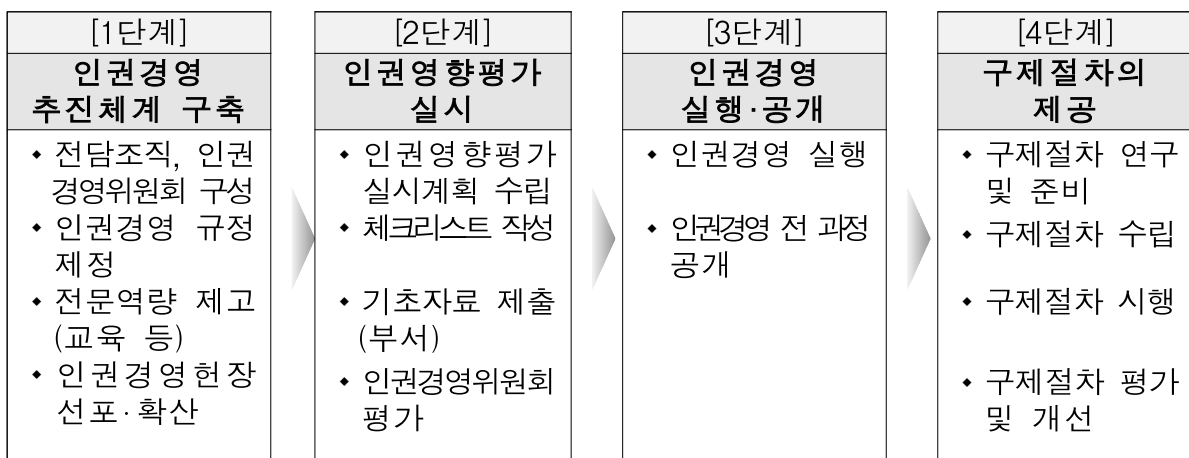 [1단계]
인권경영
추진체계 구축
◆ 전담조직, 인권
경영위원회 구성
◆ 인권경영 규정
제정
◆ 전문역량 제고
(교육 등)
◆ 인권경영헌장
선포·확산
[2단계]
인권영향평가
실시
◆ 인권영향평가
실시계획 수립
◆ 체크리스트 작성
◆ 기초자료 제출
(부서)
◆ 인권경영위원회
평가
[3단계]
인권경영
실행·공개
◆ 인권경영 실행
◆ 인권경영 전 과정
공개
[4단계]
구제절차의
제공
◆ 구제절차 연구
및 준비
◆ 구제절차 수립
◆ 구제절차 시행
◆ 구제절차 평가
및 개선